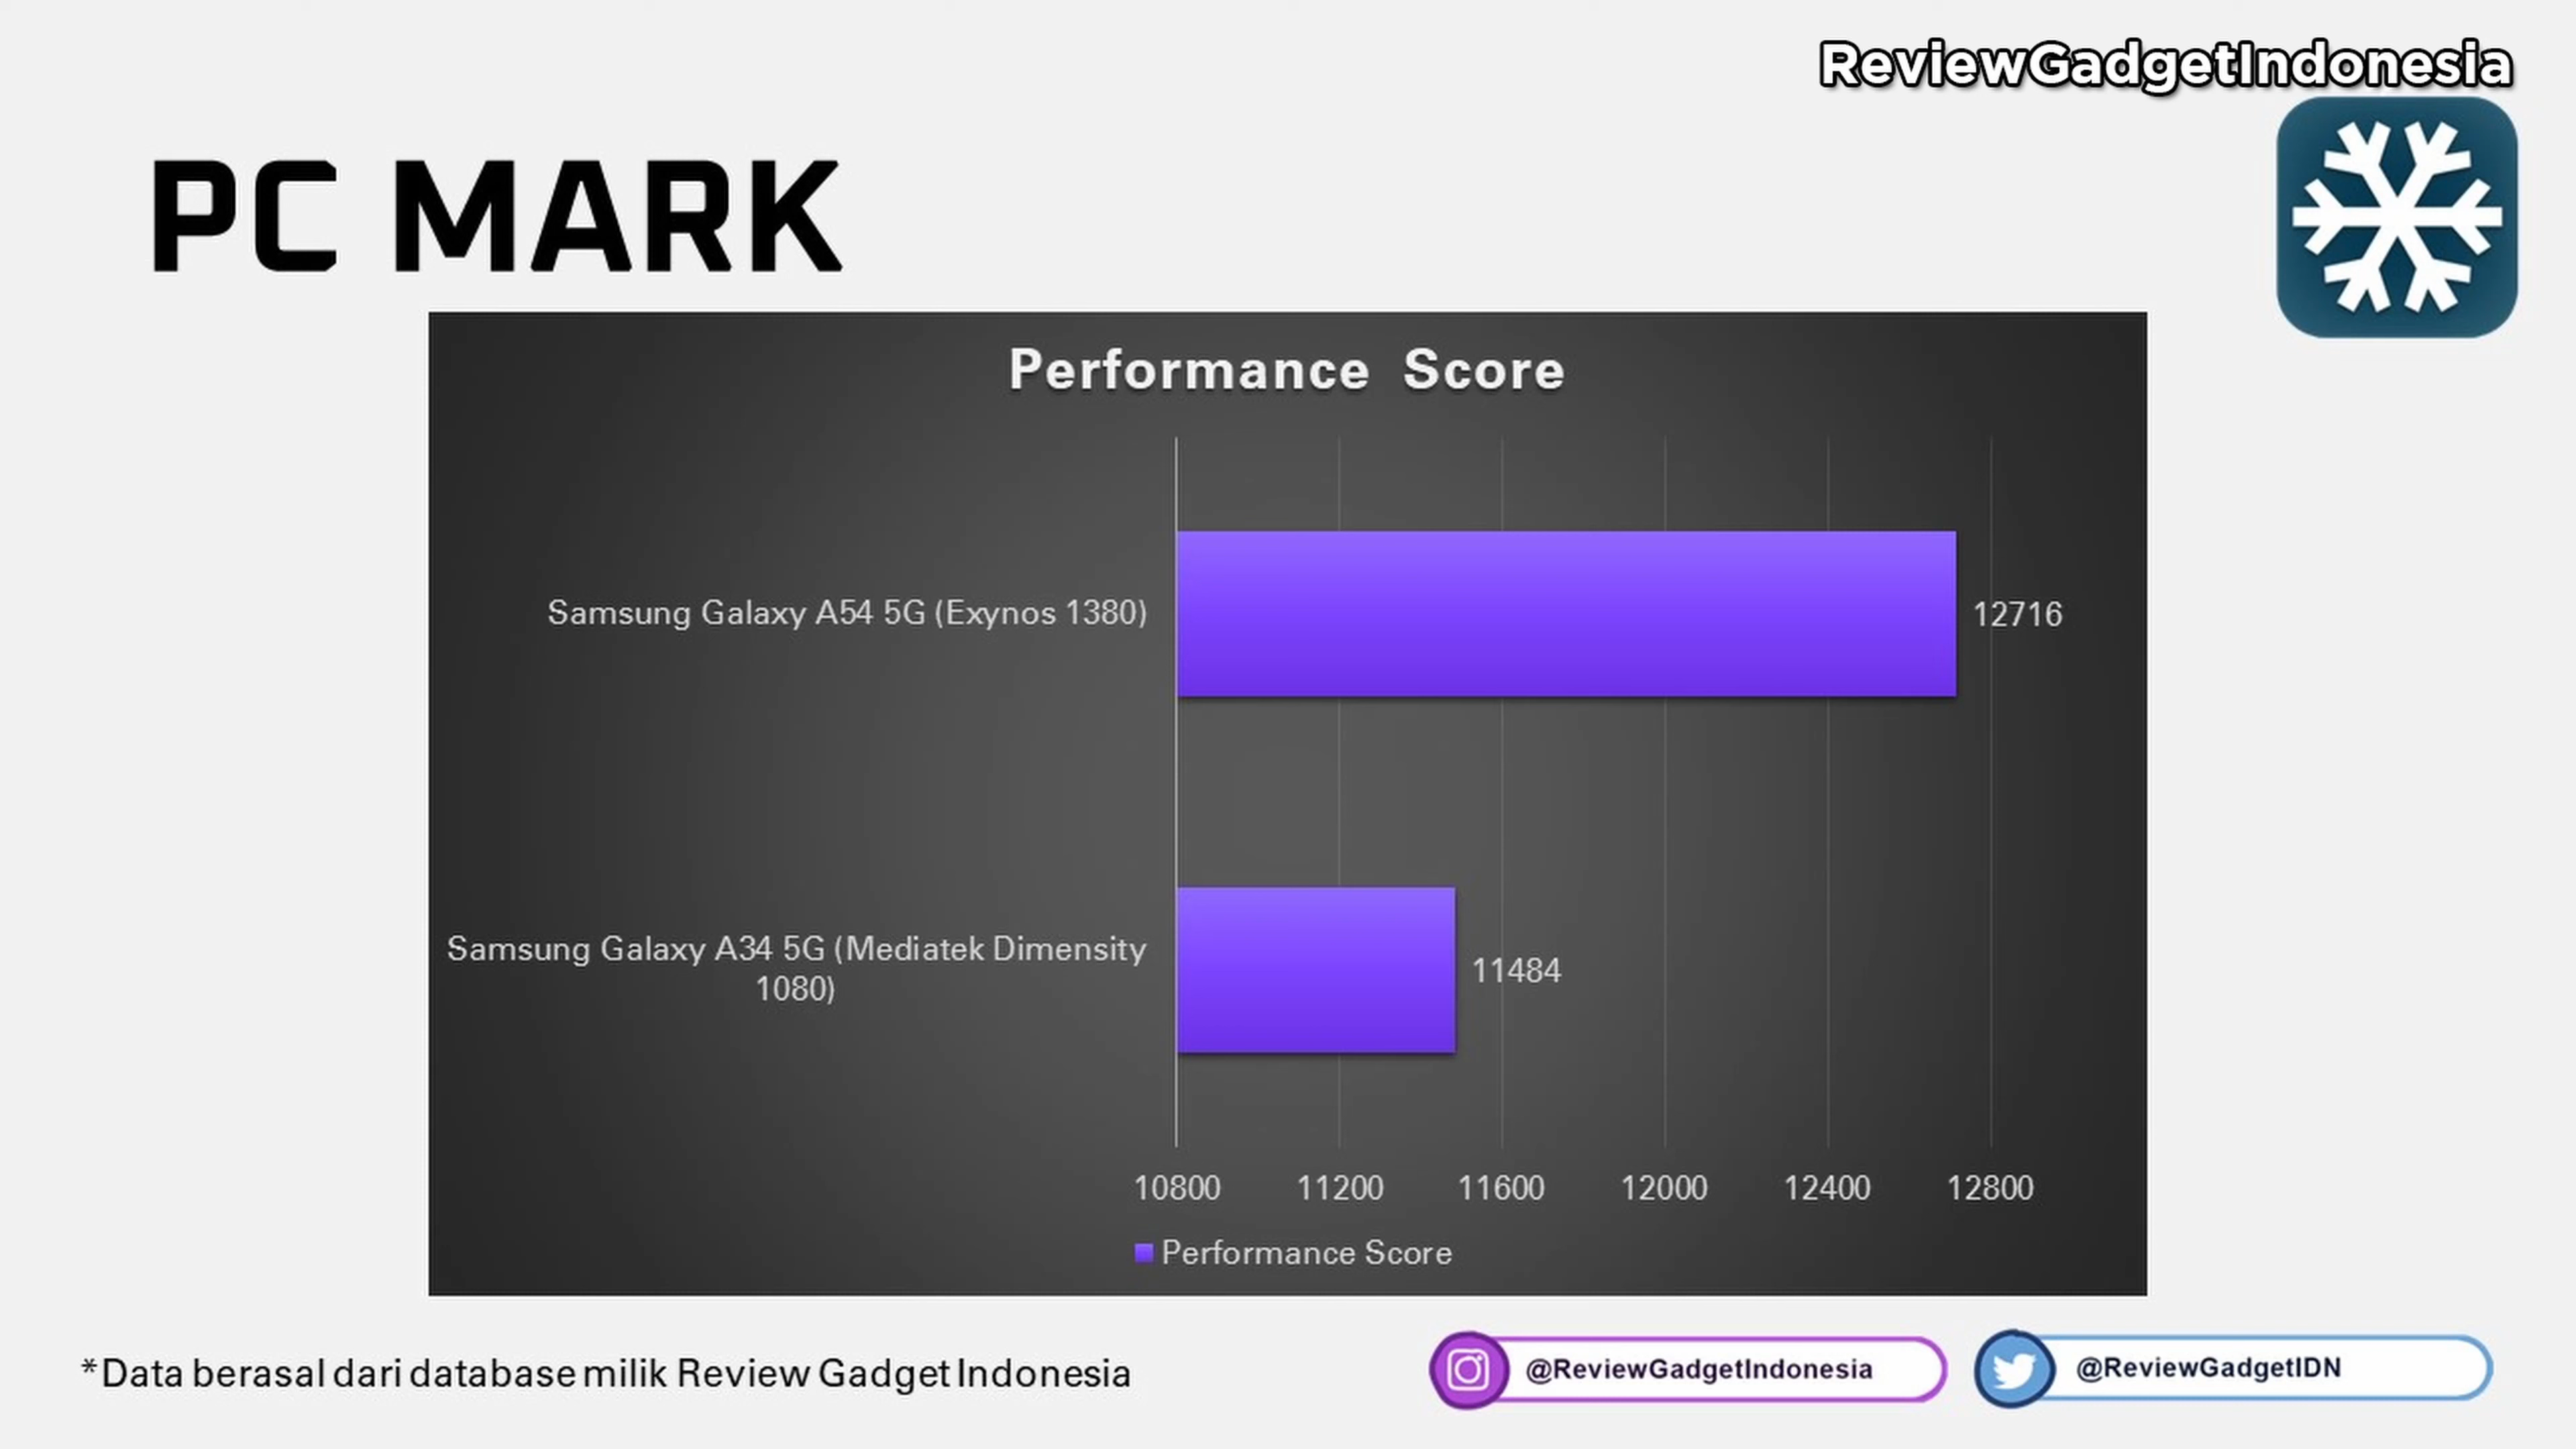 ReviewGadgetIndonesia
PC MARK
Performance Score
Samsung Galaxy A54 5G (Exynos 1380)
12716
Samsung Galaxy A34 5G (Mediatek Dimensity
1080)
11484
10800 11200 11600 12000 12400 12800
Performance Score
*Data berasal dari database milik Review Gadget Indonesia
@ReviewGadgetIndonesia
@ReviewGadgetIDN